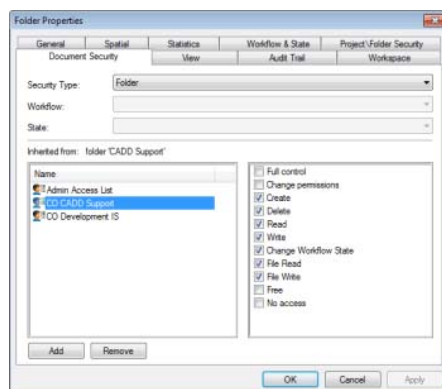 Folder Properties
General Spatial Statistics Workflow & State Project\Folder Security
Document Security View Audit Trail Workspace
Security Type: Folder
Workflow:
State:
Inherited from: folder 'CADD Support'
Name
Admin Access List
CO CADD Support
CO Development IS
Full control
Change permissions
Create
Delete
Read
Write
Change Workflow State
File Read
File Write
Free
No access
Add Remove
OK Cancel Apply